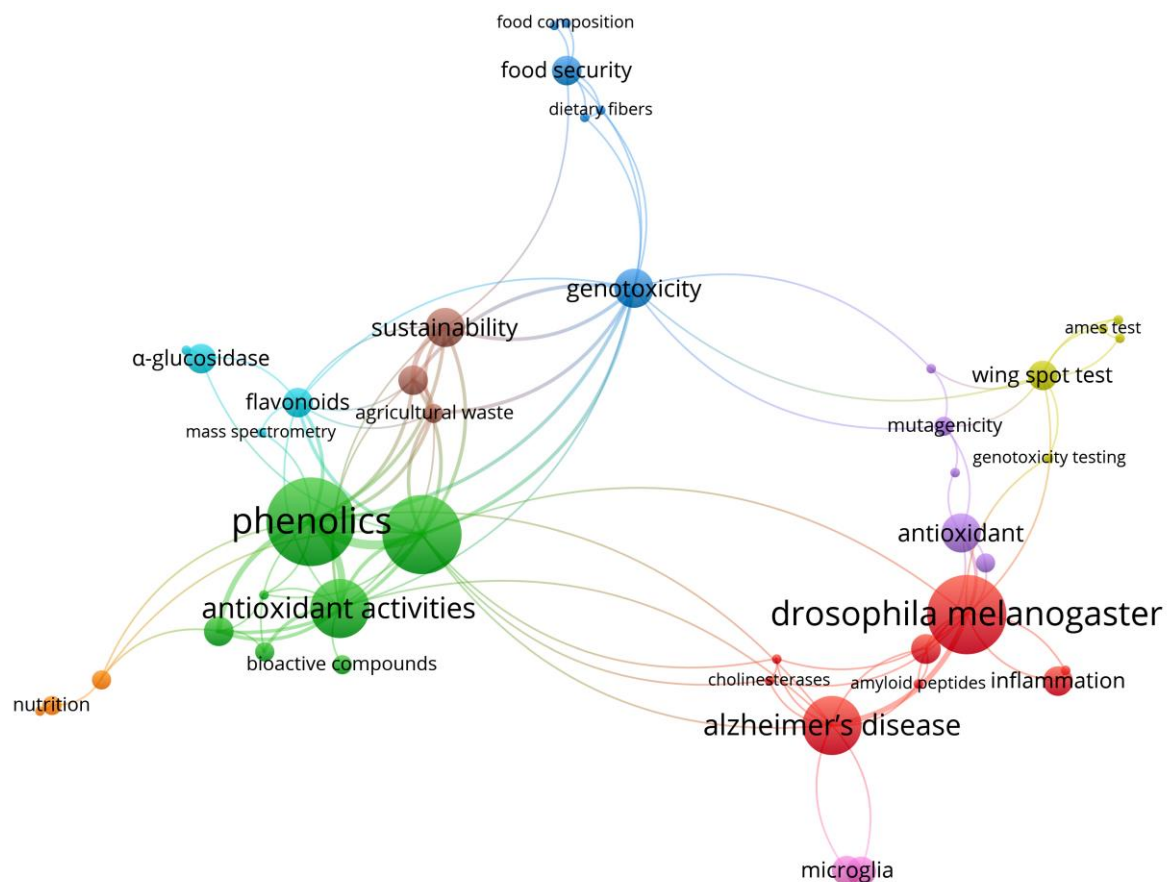 food composition
food security
dietary fibers
genotoxicity
sustainability
ames test
α-glucosidase
wing spot test
flavonoids
agricultural waste
mass spectrometry
mutagenicity
genotoxicity testing
phenolics
antioxidant
antioxidant activities
drosophila melanogaster
bioactive compounds
cholinesterases
amyloid peptides
inflammation
nutrition
alzheimer’s disease
microglia